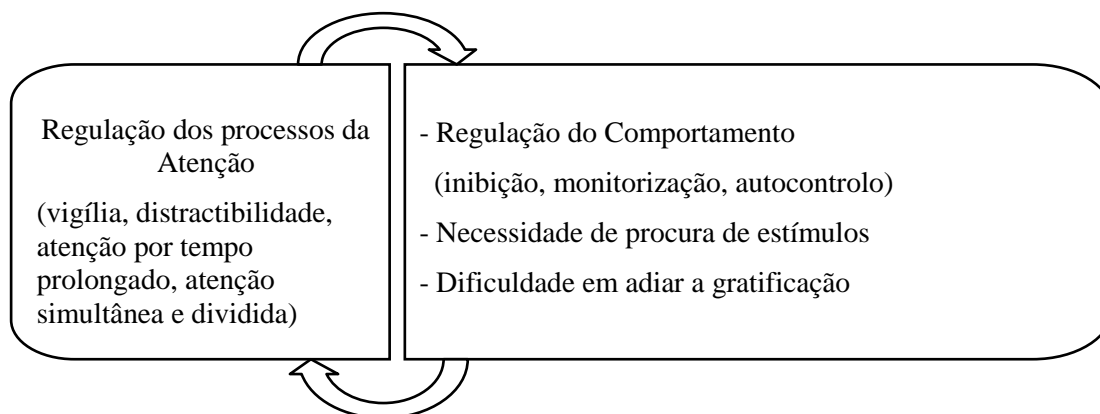 Regulação dos processos da
Atenção
(vigília, distractibilidade,
atenção por tempo
prolongado, atenção
simultânea e dividida)
- Regulação do Comportamento
(inibição, monitorização, autocontrolo)
- Necessidade de procura de estímulos
- Dificuldade em adiar a gratificação